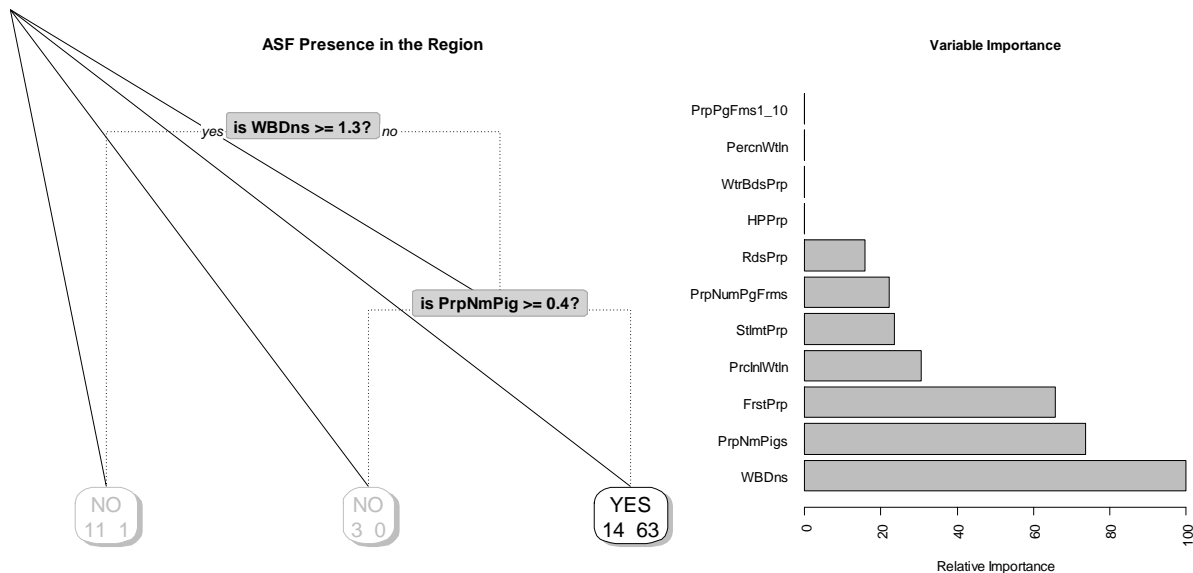 ASF Presence in the Region
yes is WBDns >= 1.3? no
is PrpNmPig >= 0.4?
NO
11 1
NO
3 0
YES
14 63
Variable Importance
PrpPgFms1_10
PercnWtln
WtrBdsPrp
HPPrp
RdsPrp
PrpNumPgFrms
StlmtPrp
PrclnlWtln
FrstPrp
PrpNmPigs
WBDns
0 20 40 60 80 100
Relative Importance